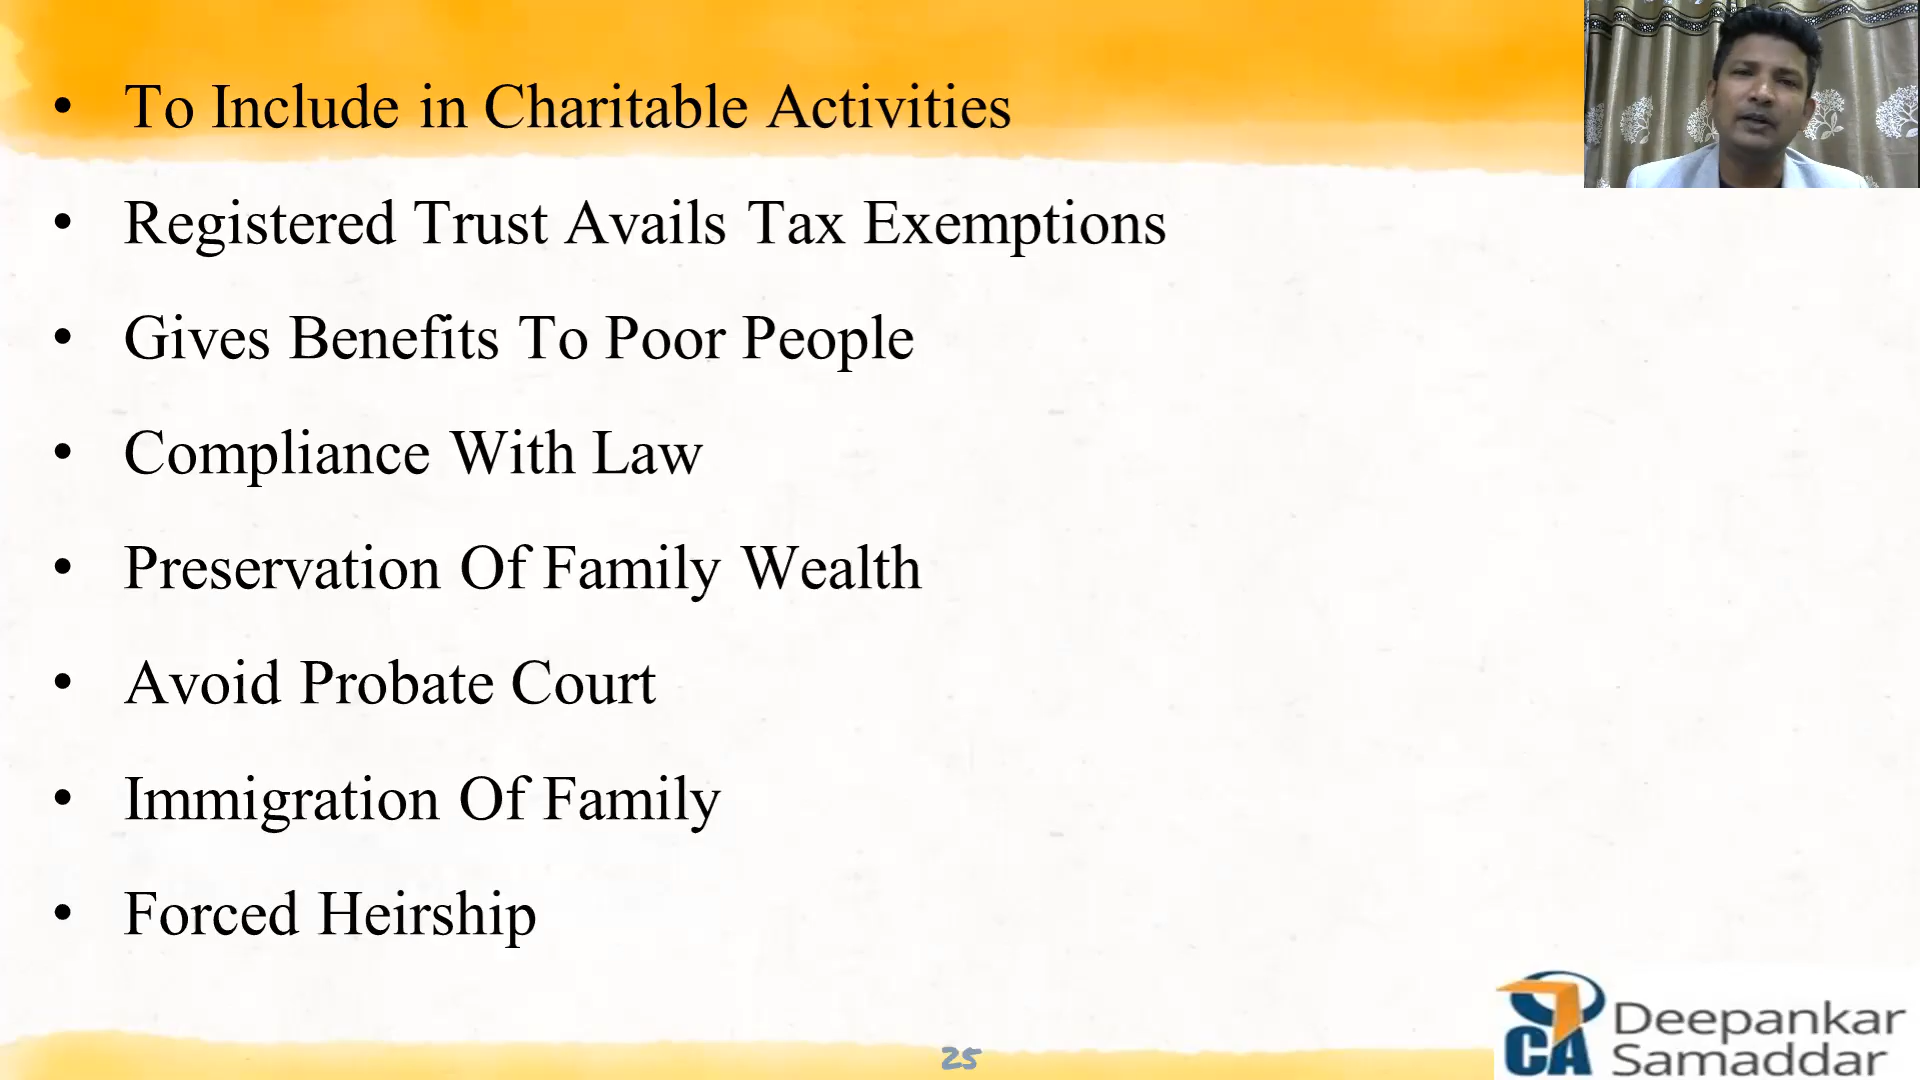 • To Include in Charitable Activities
• Registered Trust Avails Tax Exemptions
• Gives Benefits To Poor People
• Compliance With Law
• Preservation Of Family Wealth
• Avoid Probate Court
• Immigration Of Family
• Forced Heirship
25
CA Deepankar
Samaddar